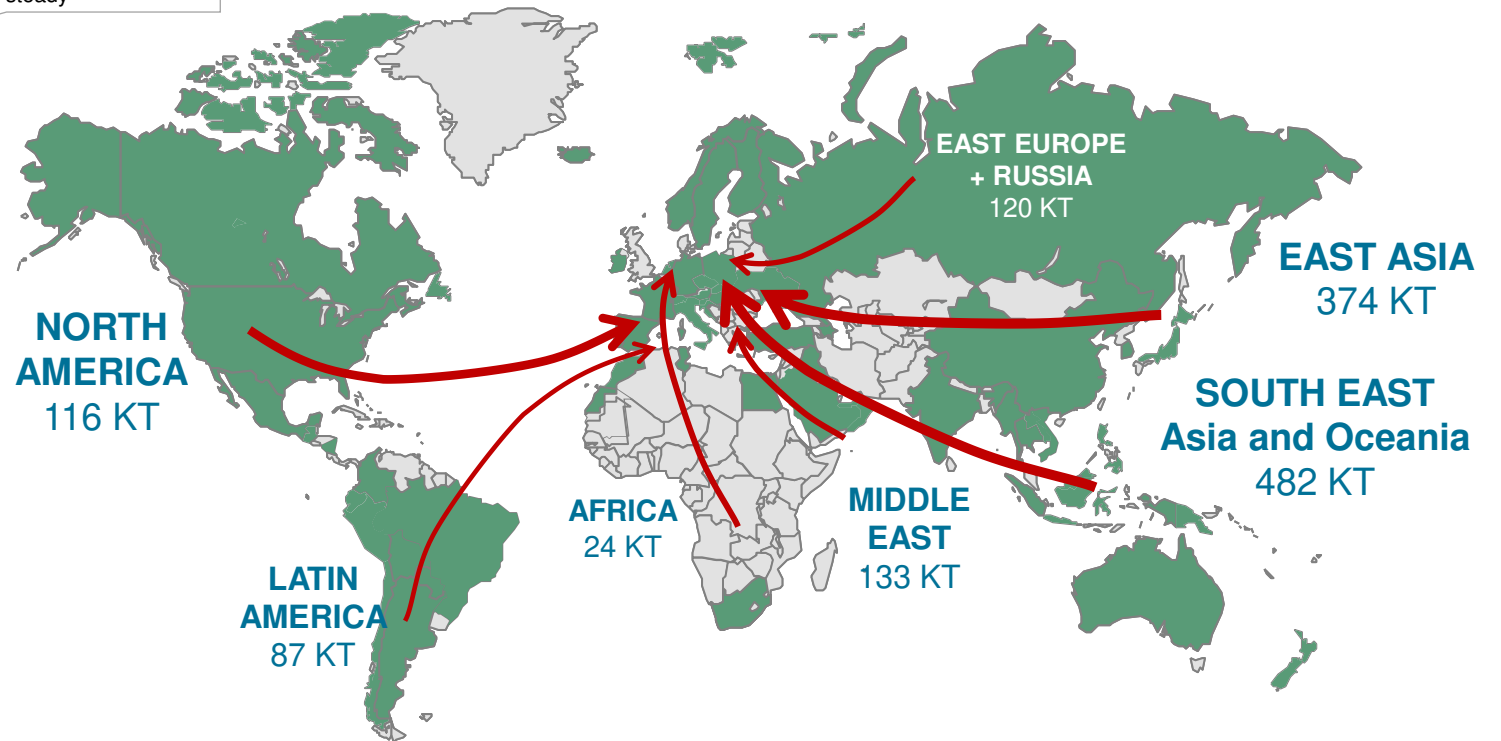 steady
EAST EUROPE
+ RUSSIA
120 KT
EAST ASIA
374 KT
NORTH
AMERICA
116 KT
SOUTH EAST
Asia and Oceania
482 KT
AFRICA
24 KT
MIDDLE
EAST
133 KT
LATIN
AMERICA
87 KT